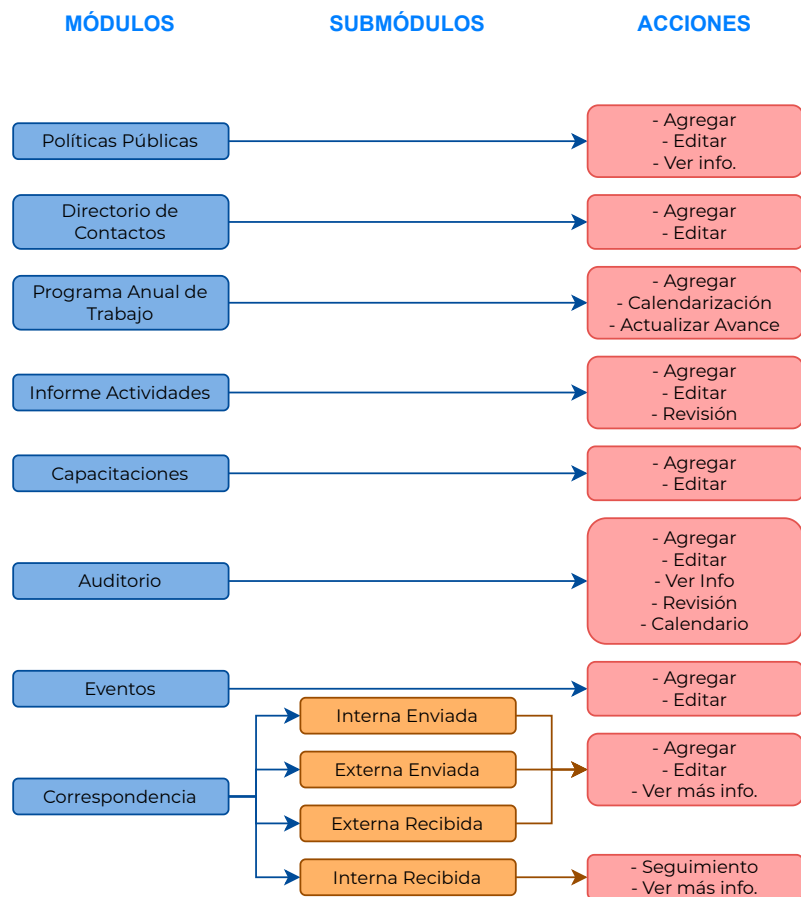 MÓDULOS SUBMÓDULOS ACCIONES
Políticas Públicas
- Agregar
- Editar
- Ver info.
Directorio de
Contactos
- Agregar
- Editar
Programa Anual de
Trabajo
- Agregar
- Calendarización
- Actualizar Avance
Informe Actividades
- Agregar
- Editar
- Revisión
Capacitaciones
- Agregar
- Editar
Auditorio
- Agregar
- Editar
- Ver Info
- Revisión
- Calendario
Eventos
- Agregar
- Editar
Correspondencia
Interna Enviada
Externa Enviada
Externa Recibida
- Agregar
- Editar
- Ver más info.
Interna Recibida
- Seguimiento
- Ver más info.